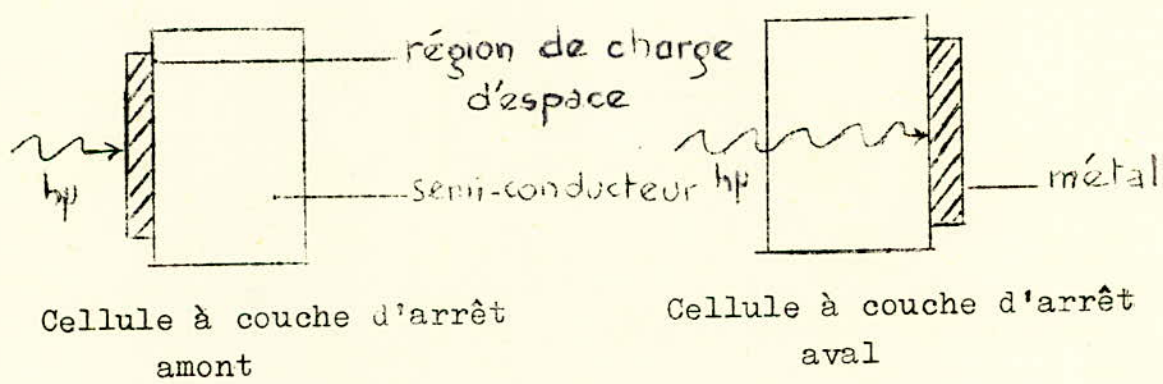 région de charge
d'espace
hν
semi-conducteur
hν
métal
Cellule à couche d'arrêt
amont
Cellule à couche d'arrêt
aval